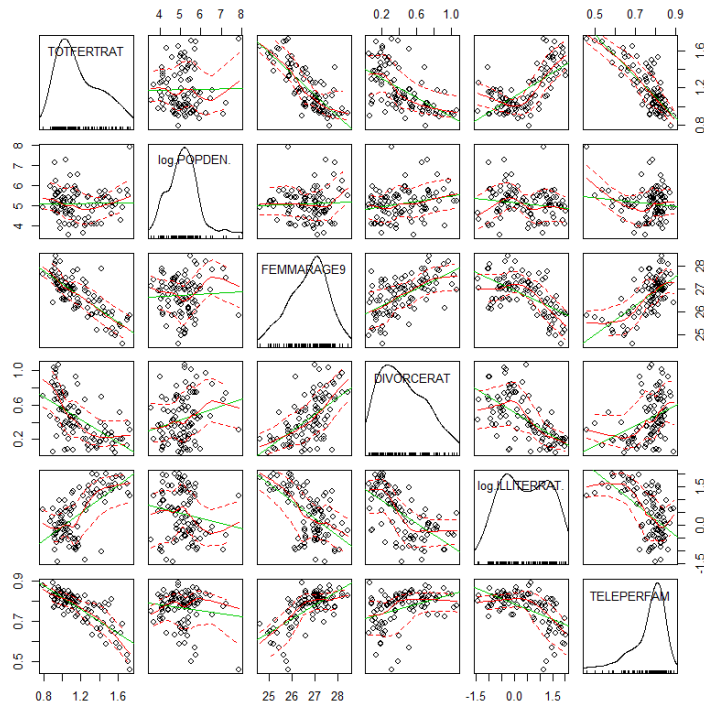 4 5 6 7 8
0.2 0.6 1.0
0.5 0.7 0.9
TOTFERTRAT
0.8 1.2 1.6
4 5 6 7 8
log.POPDEN.
FEMMARAGE9
25 26 27 28
0.2 0.6 1.0
DIVORCERAT
log.ILLITERRAT.
-1.5 0.0 1.5
0.5 0.7 0.9
TELEPERFAM
0.8 1.2 1.6
25 26 27 28
-1.5 0.0 1.5